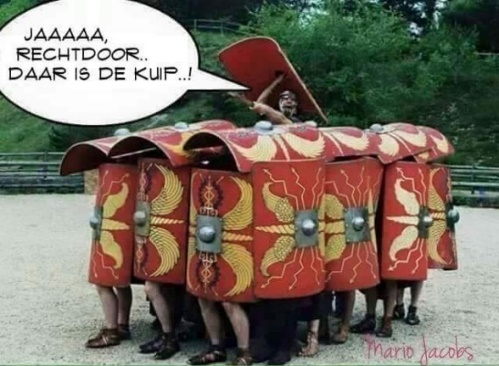 JAAAAA,
RECHTDOOR..
DAAR IS DE KUIP..!
Mario Jacobs